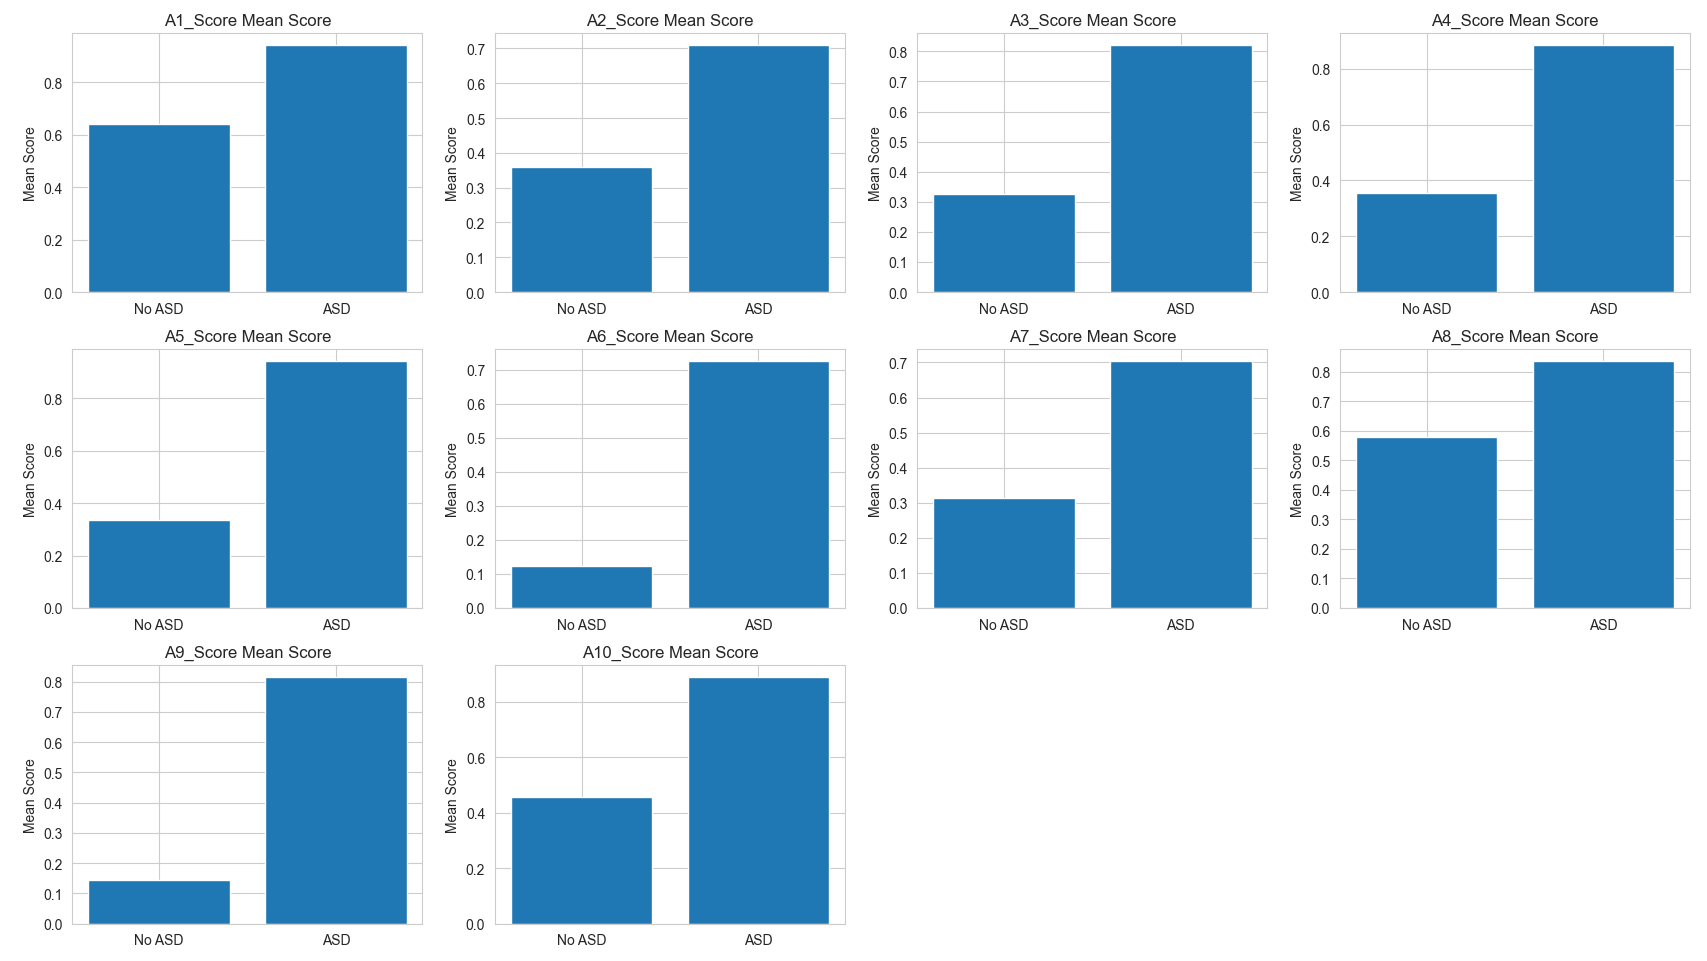 A1_Score Mean Score
Mean Score
0.8
0.6
0.4
0.2
0.0
No ASD
ASD
A2_Score Mean Score
Mean Score
0.7
0.6
0.5
0.4
0.3
0.2
0.1
0.0
No ASD
ASD
A3_Score Mean Score
Mean Score
0.8
0.7
0.6
0.5
0.4
0.3
0.2
0.1
0.0
No ASD
ASD
A4_Score Mean Score
Mean Score
0.8
0.6
0.4
0.2
0.0
No ASD
ASD
A5_Score Mean Score
Mean Score
0.8
0.6
0.4
0.2
0.0
No ASD
ASD
A6_Score Mean Score
Mean Score
0.7
0.6
0.5
0.4
0.3
0.2
0.1
0.0
No ASD
ASD
A7_Score Mean Score
Mean Score
0.7
0.6
0.5
0.4
0.3
0.2
0.1
0.0
No ASD
ASD
A8_Score Mean Score
Mean Score
0.8
0.7
0.6
0.5
0.4
0.3
0.2
0.1
0.0
No ASD
ASD
A9_Score Mean Score
Mean Score
0.8
0.7
0.6
0.5
0.4
0.3
0.2
0.1
0.0
No ASD
ASD
A10_Score Mean Score
Mean Score
0.8
0.6
0.4
0.2
0.0
No ASD
ASD